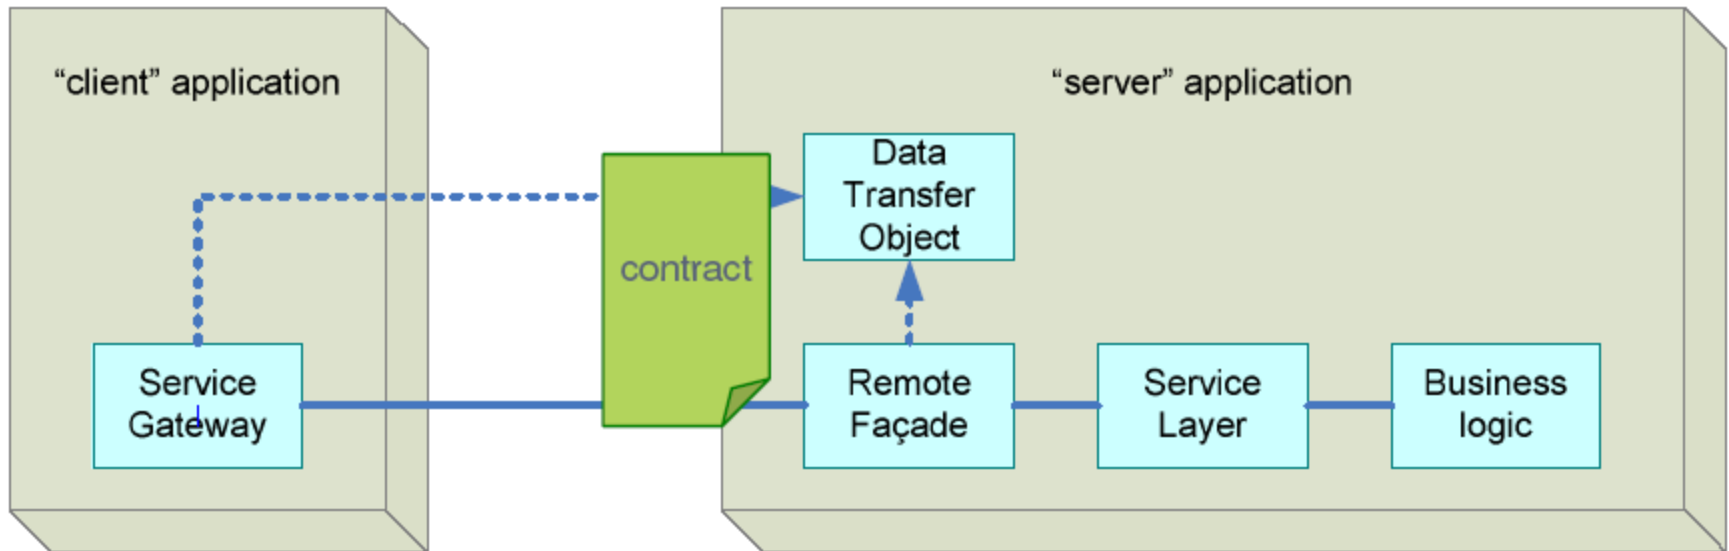 “client” application
“server” application
Data
Transfer
Object
contract
Service
Gateway
Remote
Façade
Service
Layer
Business
logic